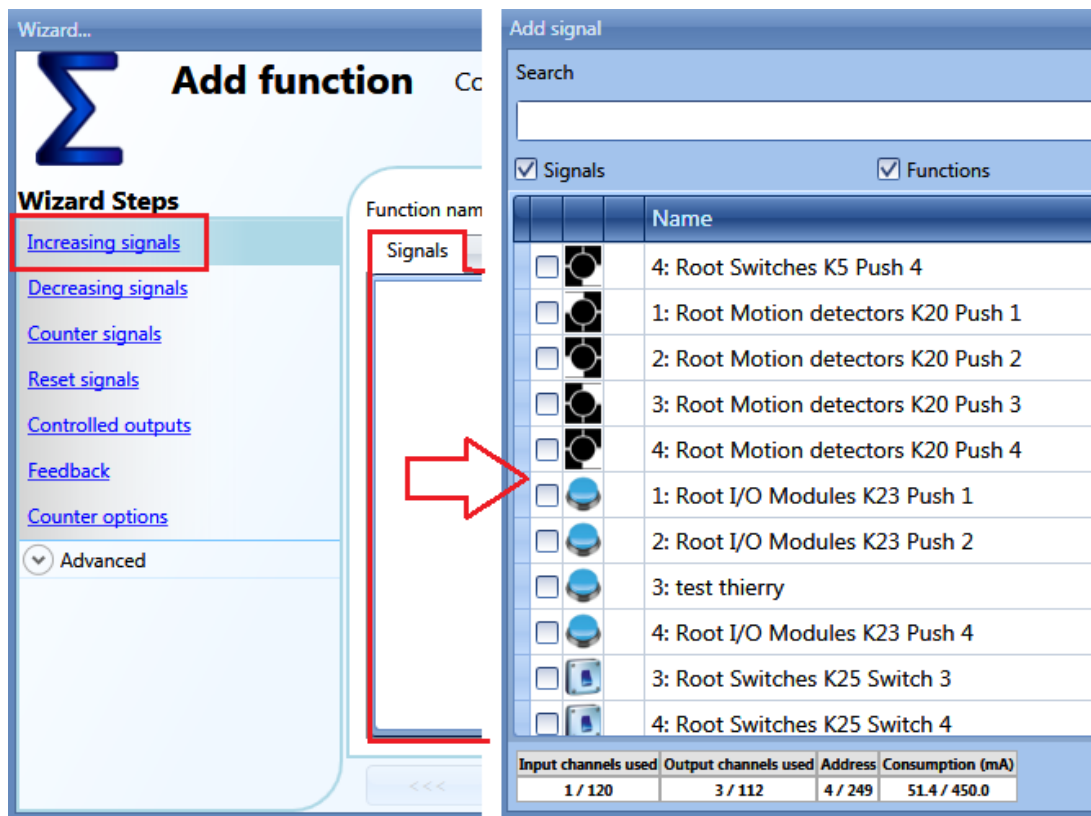 Wizard...
Add function
Wizard Steps
Increasing signals
Decreasing signals
Counter signals
Reset signals
Controlled outputs
Feedback
Counter options
Advanced
Signals
<<<
Add signal
Search
Signals
Functions
Name
4: Root Switches K5 Push 4
1: Root Motion detectors K20 Push 1
2: Root Motion detectors K20 Push 2
3: Root Motion detectors K20 Push 3
4: Root Motion detectors K20 Push 4
1: Root I/O Modules K23 Push 1
2: Root I/O Modules K23 Push 2
3: test thierry
4: Root I/O Modules K23 Push 4
3: Root Switches K25 Switch 3
4: Root Switches K25 Switch 4
Input channels used Output channels used Address Consumption (mA)
1 / 120 3 / 112 4 / 249 51.4 / 450.0